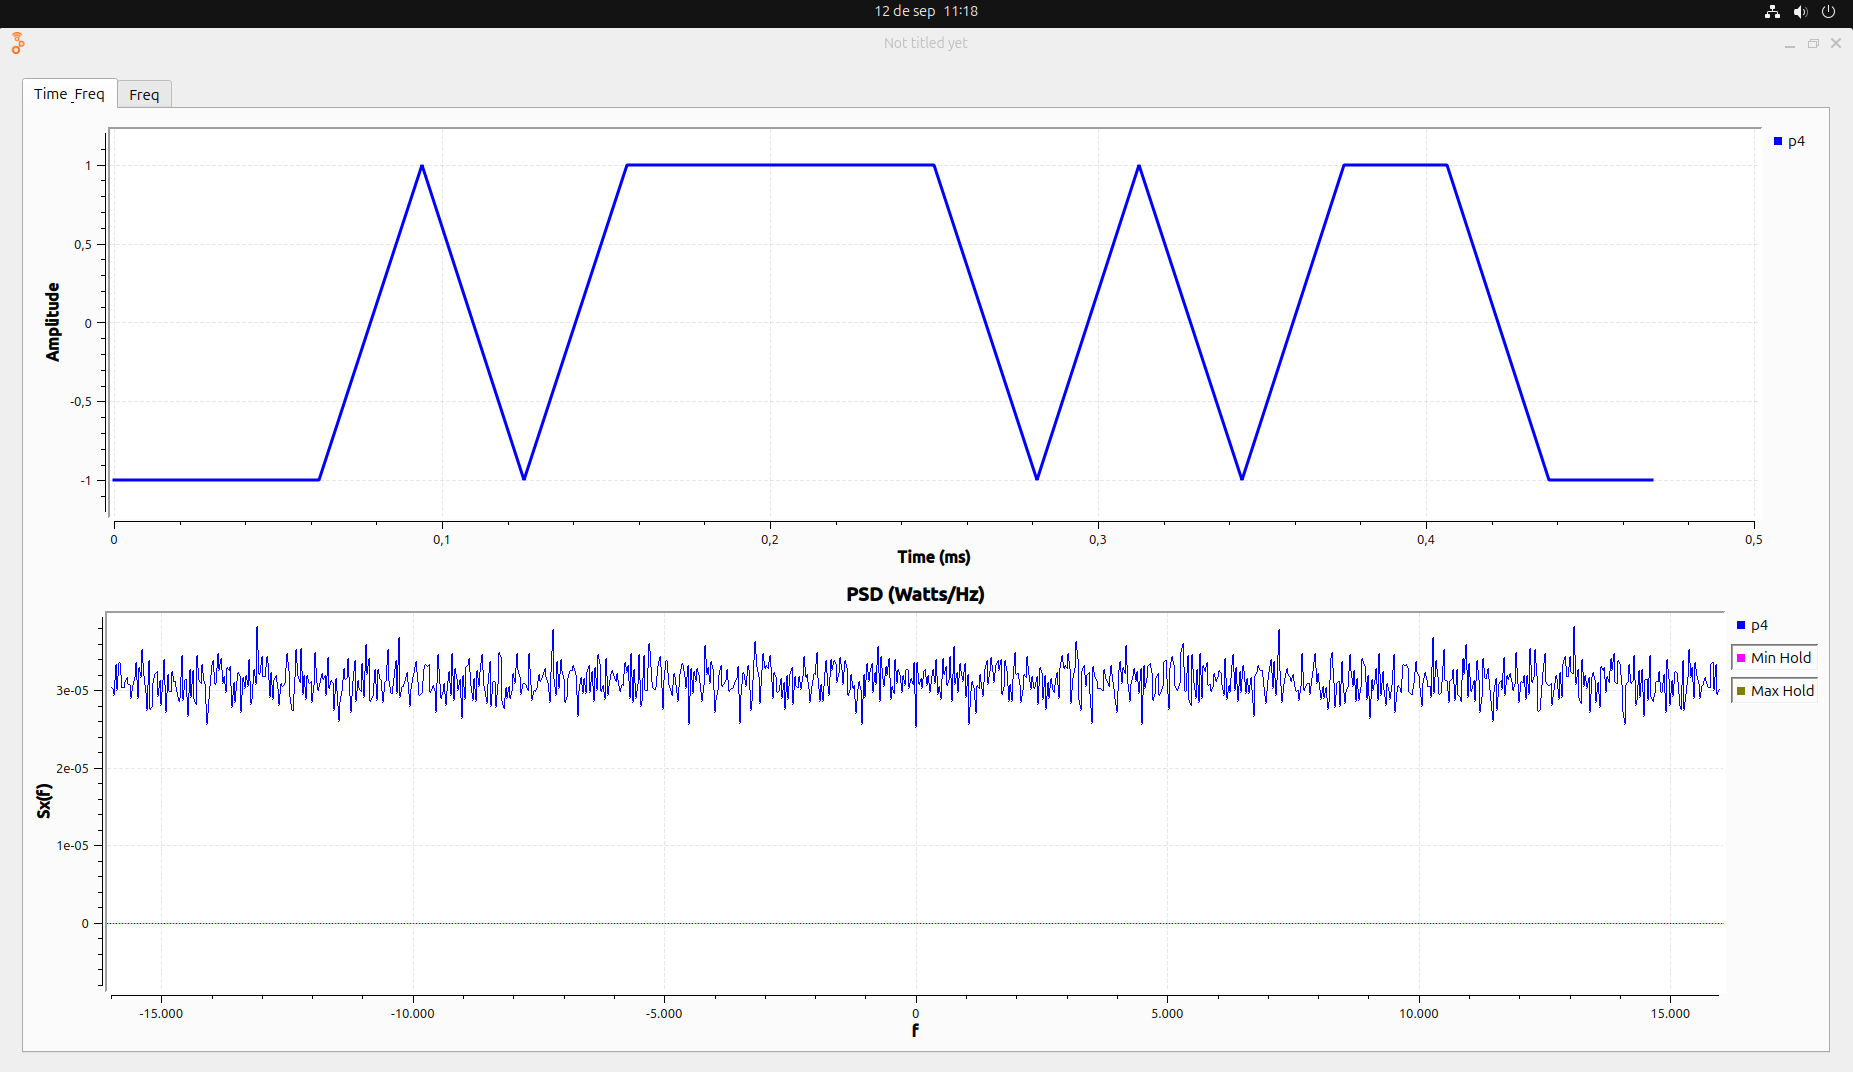 12 de sep 11:18
Not titled yet
Time_Freq
Freq
p4
1
0,5
0
-0,5
-1
Amplitude
0
0,1
0,2
0,3
0,4
0,5
Time (ms)
PSD (Watts/Hz)
p4
Min Hold
Max Hold
3e-05
2e-05
1e-05
0
Sx(f)
-15.000
-10.000
-5.000
0
5.000
10.000
15.000
f